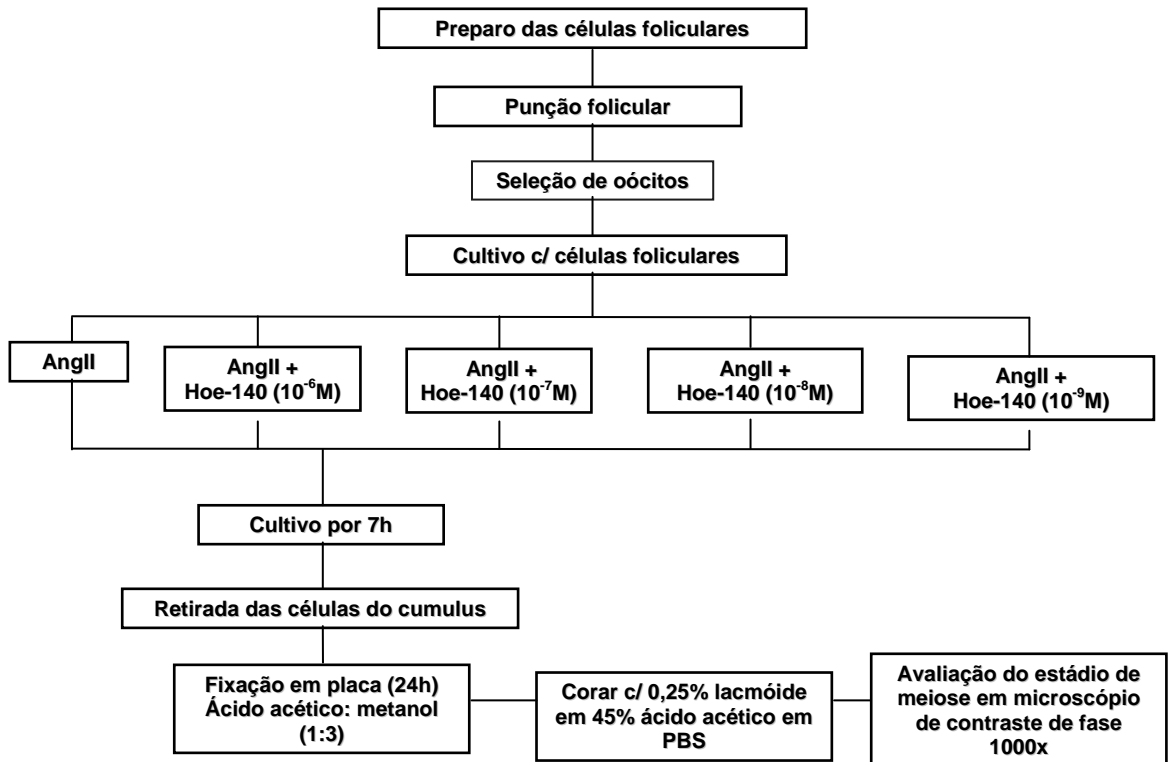 Preparo das células foliculares
Punção folicular
Seleção de oócitos
Cultivo c/ células foliculares
AngII
AngII +
Hoe-140 (10⁻⁶M)
AngII +
Hoe-140 (10⁻⁷M)
AngII +
Hoe-140 (10⁻⁸M)
AngII +
Hoe-140 (10⁻⁹M)
Cultivo por 7h
Retirada das células do cumulus
Fixação em placa (24h)
Ácido acético: metanol
(1:3)
Corar c/ 0,25% lacmóide
em 45% ácido acético em
PBS
Avaliação do estádio de
meiose em microscópio
de contraste de fase
1000x